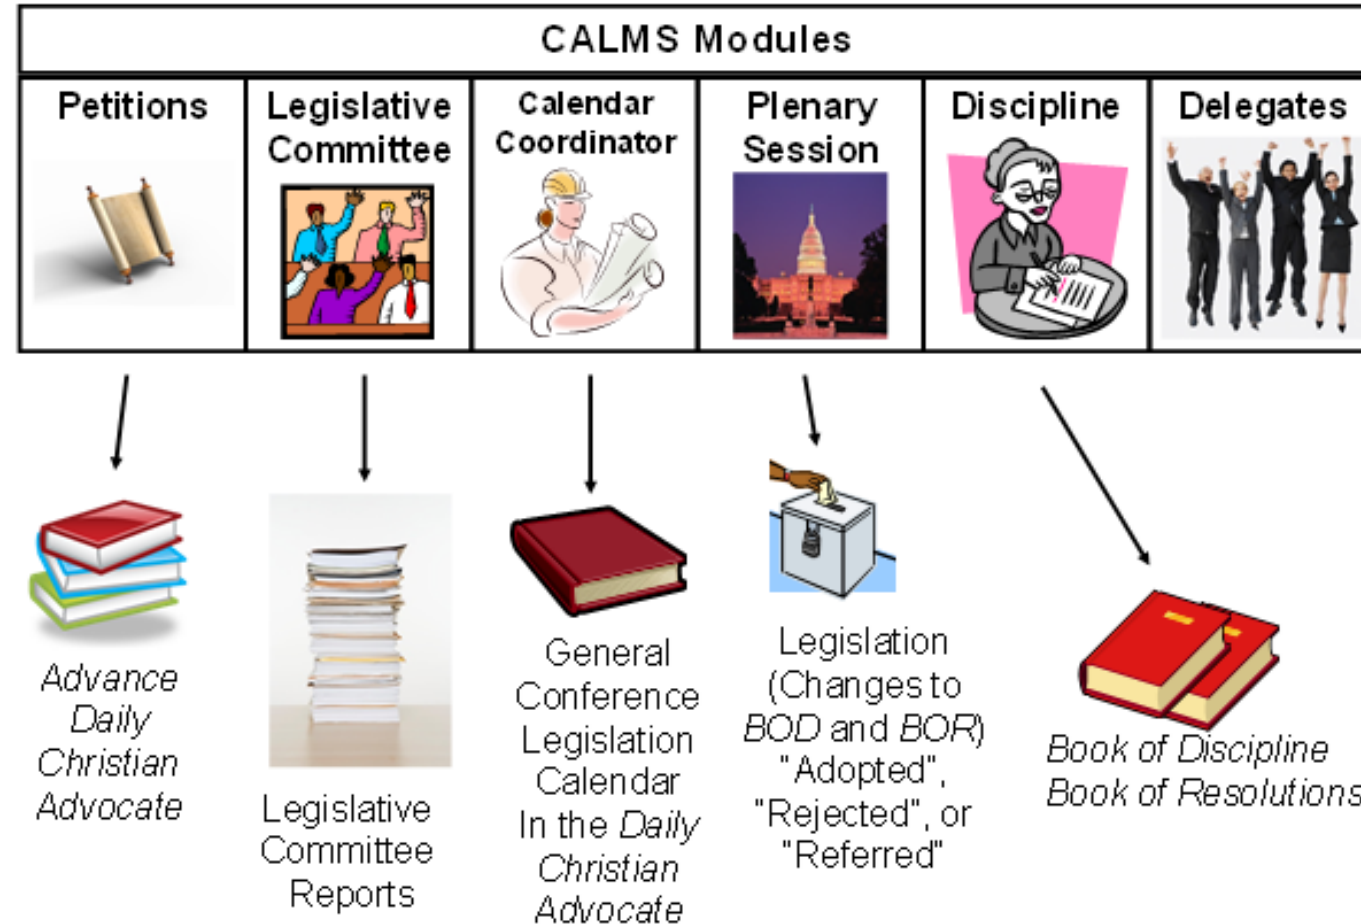 CALMS Modules
Petitions
Legislative
Committee
Calendar
Coordinator
Plenary
Session
Discipline
Delegates
Advance
Daily
Christian
Advocate
Legislative
Committee
Reports
General
Conference
Legislation
Calendar
In the Daily
Christian
Advocate
Legislation
(Changes to
BOD and BOR)
"Adopted",
"Rejected", or
"Referred"
Book of Discipline
Book of Resolutions